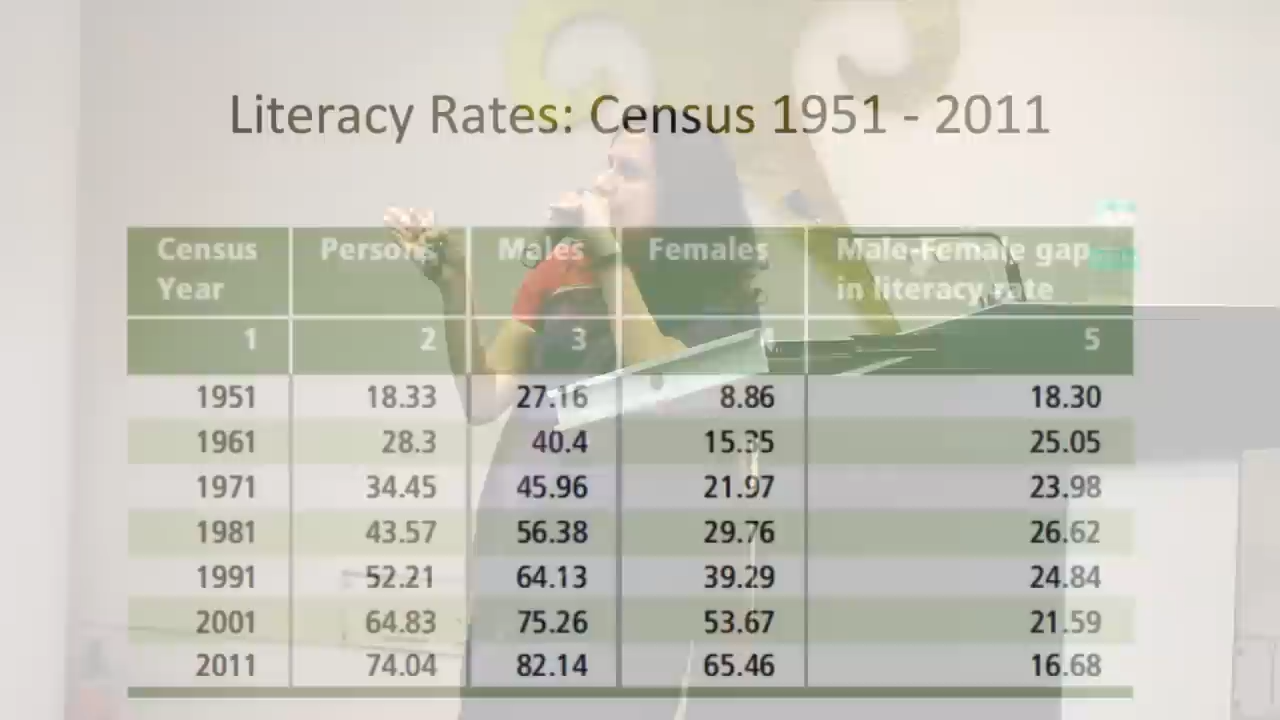 Literacy Rates: Census 1951 - 2011
Census Year Persons Males Females Male-Female gap in literacy rate
1 2 3 4 5
1951 18.33 27.16 8.86 18.30
1961 28.3 40.4 15.35 25.05
1971 34.45 45.96 21.97 23.98
1981 43.57 56.38 29.76 26.62
1991 52.21 64.13 39.29 24.84
2001 64.83 75.26 53.67 21.59
2011 74.04 82.14 65.46 16.68